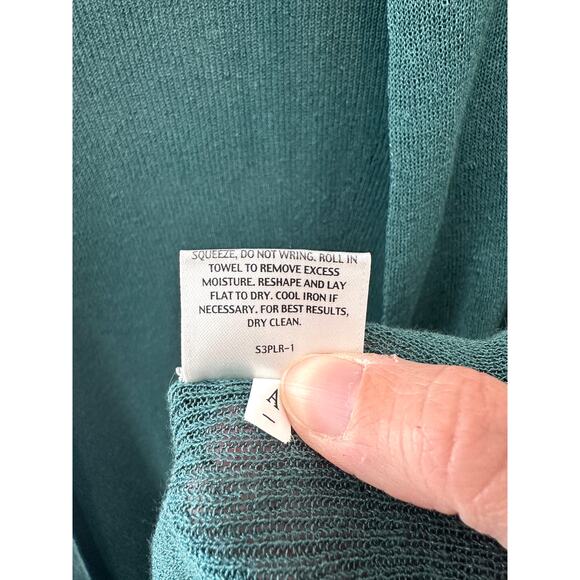 SQUEEZE, DO NOT WRING. ROLL IN
TOWEL TO REMOVE EXCESS
MOISTURE. RESHAPE AND LAY
FLAT TO DRY. COOL IRON IF
NECESSARY. FOR BEST RESULTS,
DRY CLEAN.
S3PLR-1
A